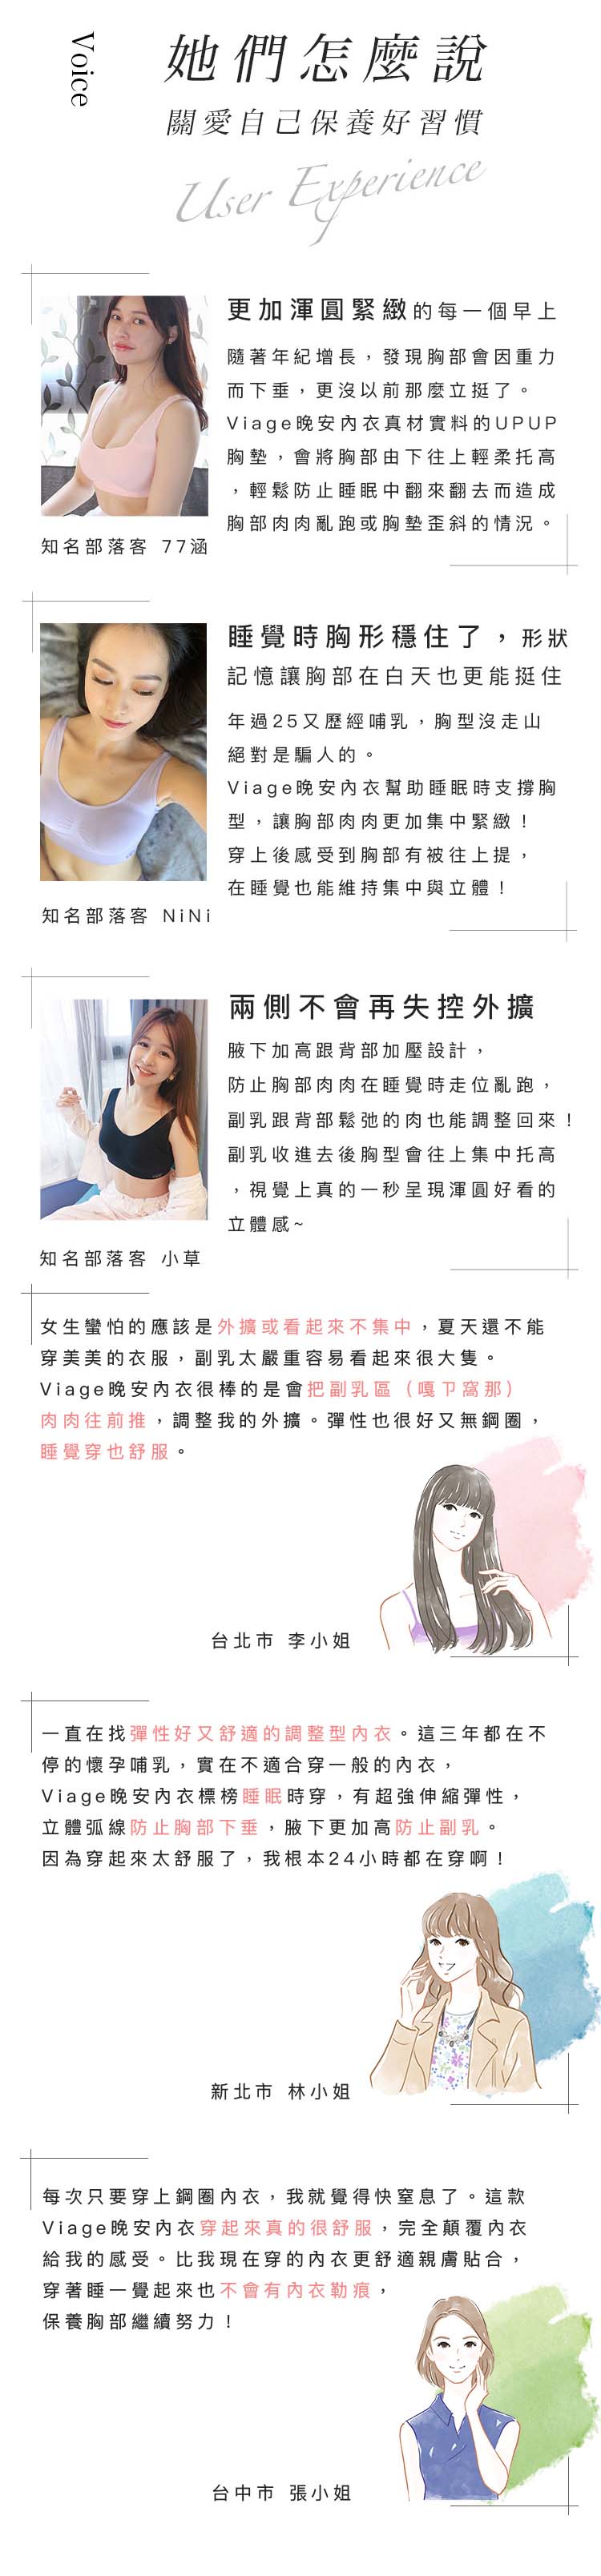 Voice
她們怎麼說
關愛自己保養好習慣
User Experience
更加渾圓緊緻的每一個早上
隨著年紀增長，發現胸部會因重力
而下垂，更沒以前那麼立挺了。
Viage晚安內衣真材實料的UPUP
胸墊，會將胸部由下往上輕柔托高
，輕鬆防止睡眠中翻來翻去而造成
胸部肉肉亂跑或胸墊歪斜的情況。
知名部落客 77涵
睡覺時胸形穩住了，形狀
記憶讓胸部在白天也更能挺住
年過25又歷經哺乳，胸型沒走山
絕對是騙人的。
Viage晚安內衣幫助睡眠時支撐胸
型，讓胸部肉肉更加集中緊緻！
穿上後感受到胸部有被往上提，
在睡覺也能維持集中與立體！
知名部落客 NiNi
兩側不會再失控外擴
腋下加高跟背部加壓設計，
防止胸部肉肉在睡覺時走位亂跑，
副乳跟背部鬆弛的肉也能調整回來！
副乳收進去後胸型會往上集中托高
，視覺上真的一秒呈現渾圓好看的
立體感~
知名部落客 小草
女生蠻怕的應該是外擴或看起來不集中，夏天還不能
穿美美的衣服，副乳太嚴重容易看起來很大隻。
Viage晚安內衣很棒的是會把副乳區（嘎ㄗ窩那）
肉肉往前推，調整我的外擴。彈性也很好又無鋼圈，
睡覺穿也舒服。
台北市 李小姐
一直在找彈性好又舒適的調整型內衣。這三年都在不
停的懷孕哺乳，實在不適合穿一般的內衣，
Viage晚安內衣標榜睡眠時穿，有超強伸縮彈性，
立體弧線防止胸部下垂，腋下更加高防止副乳。
因為穿起來太舒服了，我根本24小時都在穿啊！
新北市 林小姐
每次只要穿上鋼圈內衣，我就覺得快窒息了。這款
Viage晚安內衣穿起來真的很舒服，完全顛覆內衣
給我的感受。比我現在穿的內衣更舒適親膚貼合，
穿著睡一覺起來也不會有內衣勒痕，
保養胸部繼續努力！
台中市 張小姐